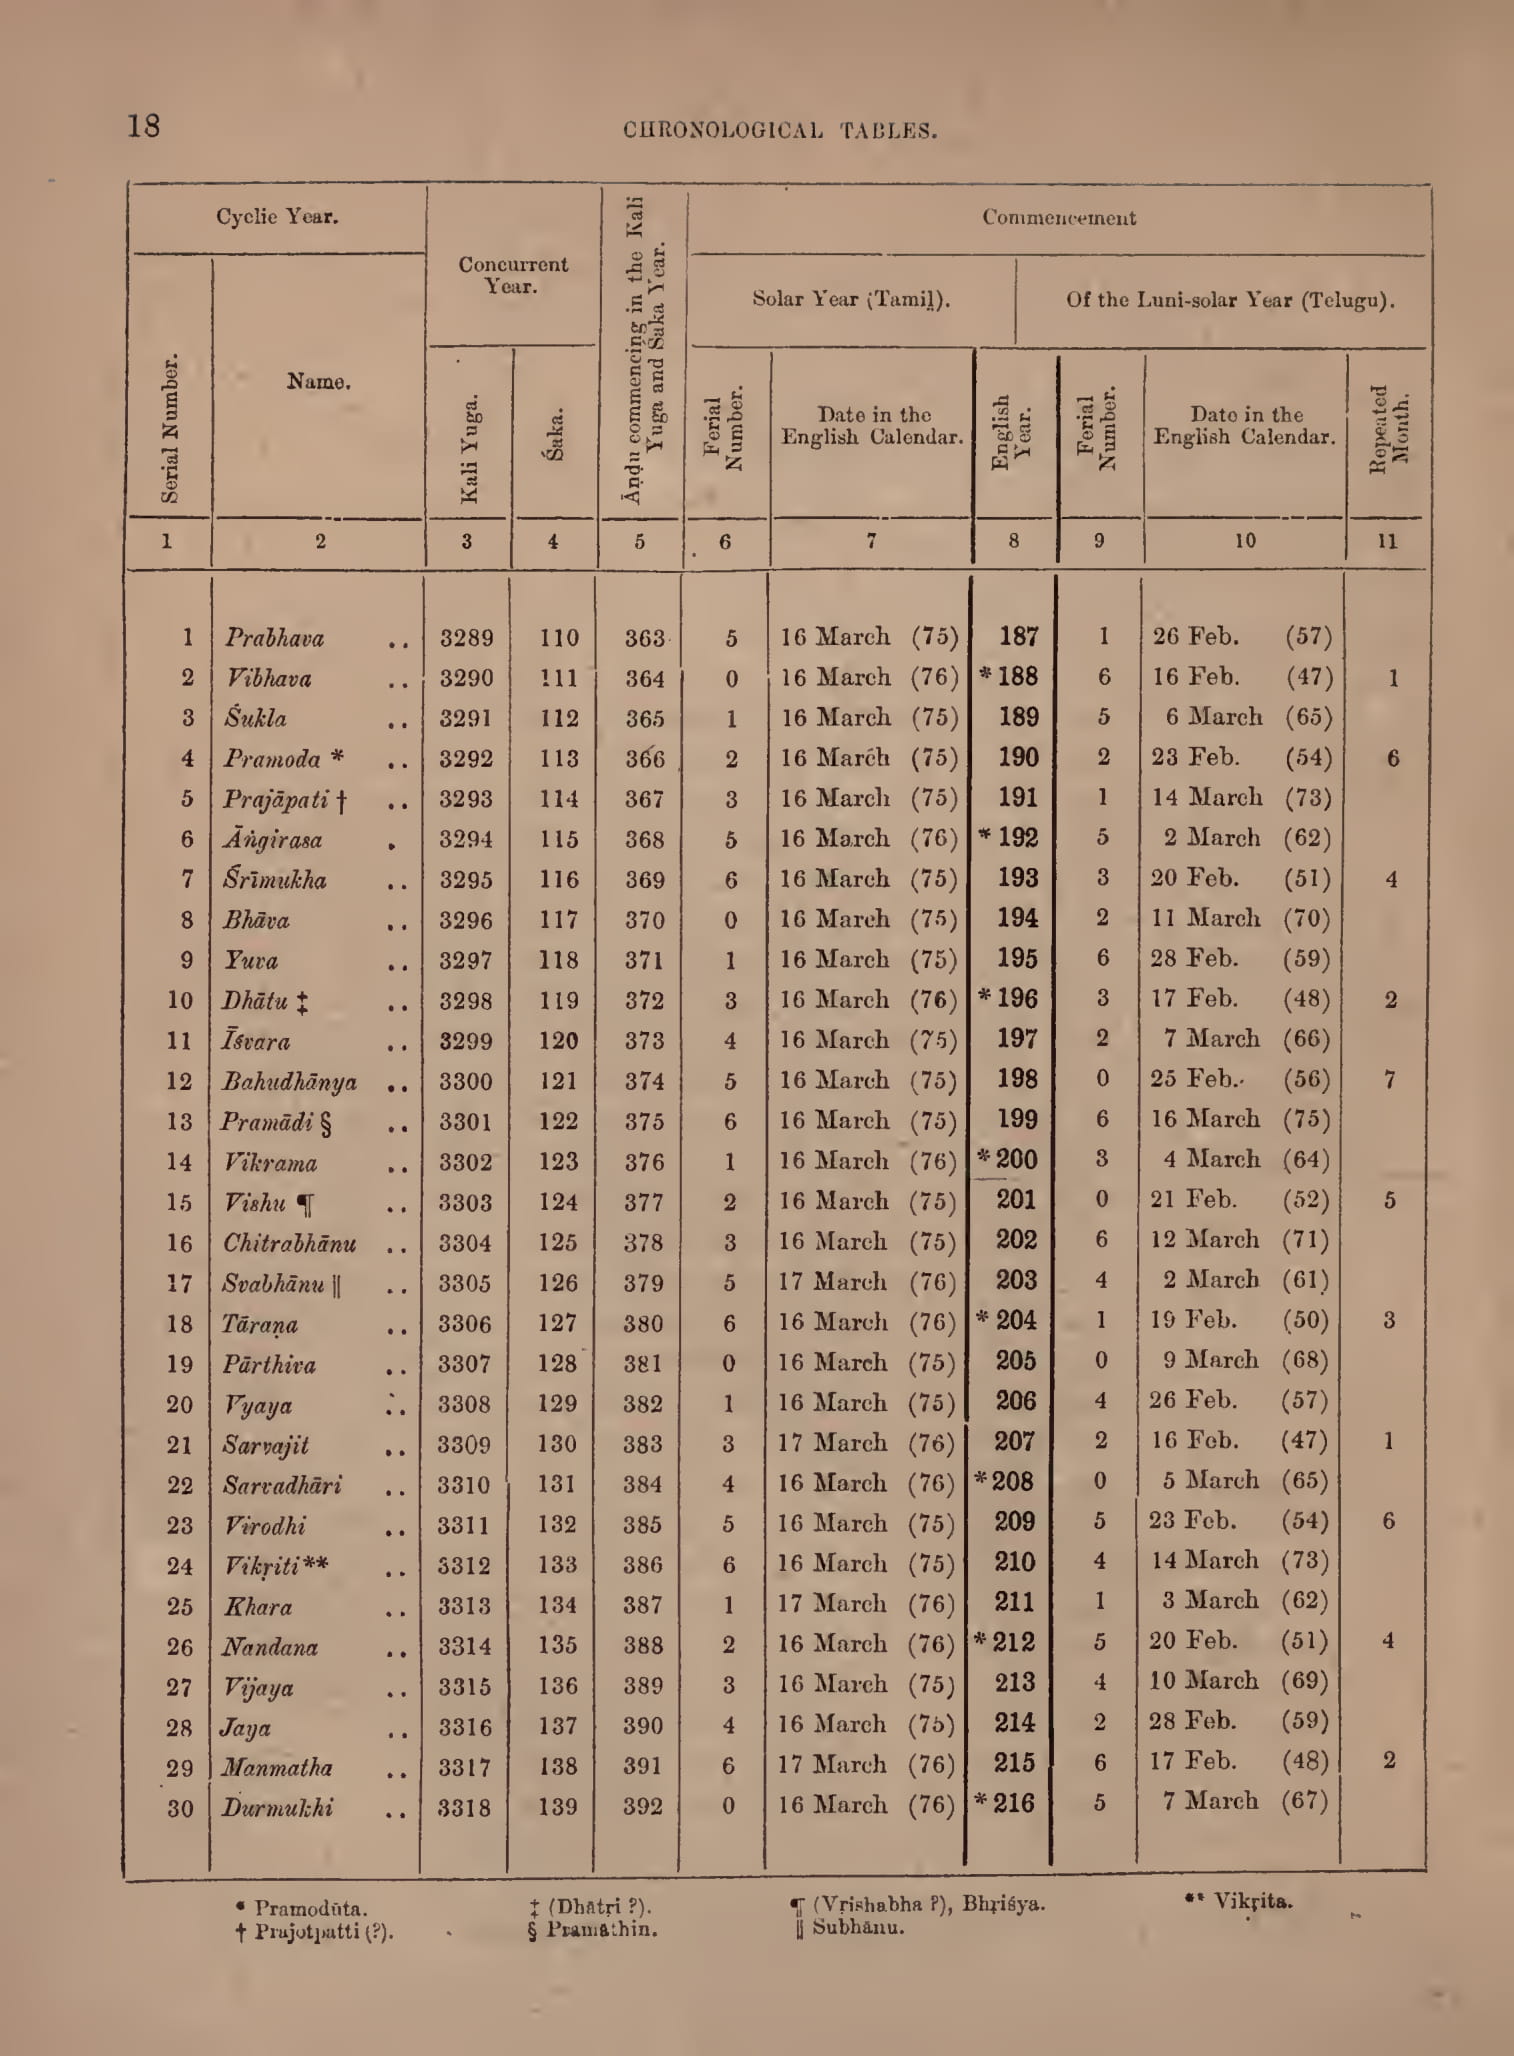 18
CHRONOLOGICAL TABLES.
Cyclic Year.
Concurrent
Year.
Āṇḍu commencing in the Kali
Yuga and Śaka Year.
Commencement
Solar Year (Tamiḻ).
Of the Luni-solar Year (Telugu).
Serial Number.
Name.
Kali Yuga.
Śaka.
Ferial
Number.
Date in the
English Calendar.
English
Year.
Ferial
Number.
Date in the
English Calendar.
Repeated
Month.
1 2 3 4 5 6 7 8 9 10 11
1 Prabhava .. 3289 110 363 5 16 March (75) 187 1 26 Feb. (57)
2 Vibhava .. 3290 111 364 0 16 March (76) *188 6 16 Feb. (47) 1
3 Śukla .. 3291 112 365 1 16 March (75) 189 5 6 March (65)
4 Pramoda * .. 3292 113 366 2 16 March (75) 190 2 23 Feb. (54) 6
5 Prajāpati † .. 3293 114 367 3 16 March (75) 191 1 14 March (73)
6 Āṅgirasa . 3294 115 368 5 16 March (76) *192 5 2 March (62)
7 Śrīmukha .. 3295 116 369 6 16 March (75) 193 3 20 Feb. (51) 4
8 Bhāva .. 3296 117 370 0 16 March (75) 194 2 11 March (70)
9 Yuva .. 3297 118 371 1 16 March (75) 195 6 28 Feb. (59)
10 Dhātu ‡ .. 3298 119 372 3 16 March (76) *196 3 17 Feb. (48) 2
11 Īśvara .. 3299 120 373 4 16 March (75) 197 2 7 March (66)
12 Bahudhānya .. 3300 121 374 5 16 March (75) 198 0 25 Feb. (56) 7
13 Pramādi § .. 3301 122 375 6 16 March (75) 199 6 16 March (75)
14 Vikrama .. 3302 123 376 1 16 March (76) *200 3 4 March (64)
15 Vishu ¶ .. 3303 124 377 2 16 March (75) 201 0 21 Feb. (52) 5
16 Chitrabhānu .. 3304 125 378 3 16 March (75) 202 6 12 March (71)
17 Svabhānu ‖ .. 3305 126 379 5 17 March (76) 203 4 2 March (61)
18 Tāraṇa .. 3306 127 380 6 16 March (76) *204 1 19 Feb. (50) 3
19 Pārthiva .. 3307 128 381 0 16 March (75) 205 0 9 March (68)
20 Vyaya .. 3308 129 382 1 16 March (75) 206 4 26 Feb. (57)
21 Sarvajit .. 3309 130 383 3 17 March (76) 207 2 16 Feb. (47) 1
22 Sarvadhāri .. 3310 131 384 4 16 March (76) *208 0 5 March (65)
23 Virodhi .. 3311 132 385 5 16 March (75) 209 5 23 Feb. (54) 6
24 Vikṛiti** .. 3312 133 386 6 16 March (75) 210 4 14 March (73)
25 Khara .. 3313 134 387 1 17 March (76) 211 1 3 March (62)
26 Nandana .. 3314 135 388 2 16 March (76) *212 5 20 Feb. (51) 4
27 Vijaya .. 3315 136 389 3 16 March (75) 213 4 10 March (69)
28 Jaya .. 3316 137 390 4 16 March (75) 214 2 28 Feb. (59)
29 Manmatha .. 3317 138 391 6 17 March (76) 215 6 17 Feb. (48) 2
30 Durmukhi .. 3318 139 392 0 16 March (76) *216 5 7 March (67)
* Pramodūta. ‡ (Dhātṛi ?). ¶ (Vṛishabha ?), Bhṛiśya. ** Vikṛita.
† Prajotpatti (?). § Pramāthin. ‖ Subhānu.